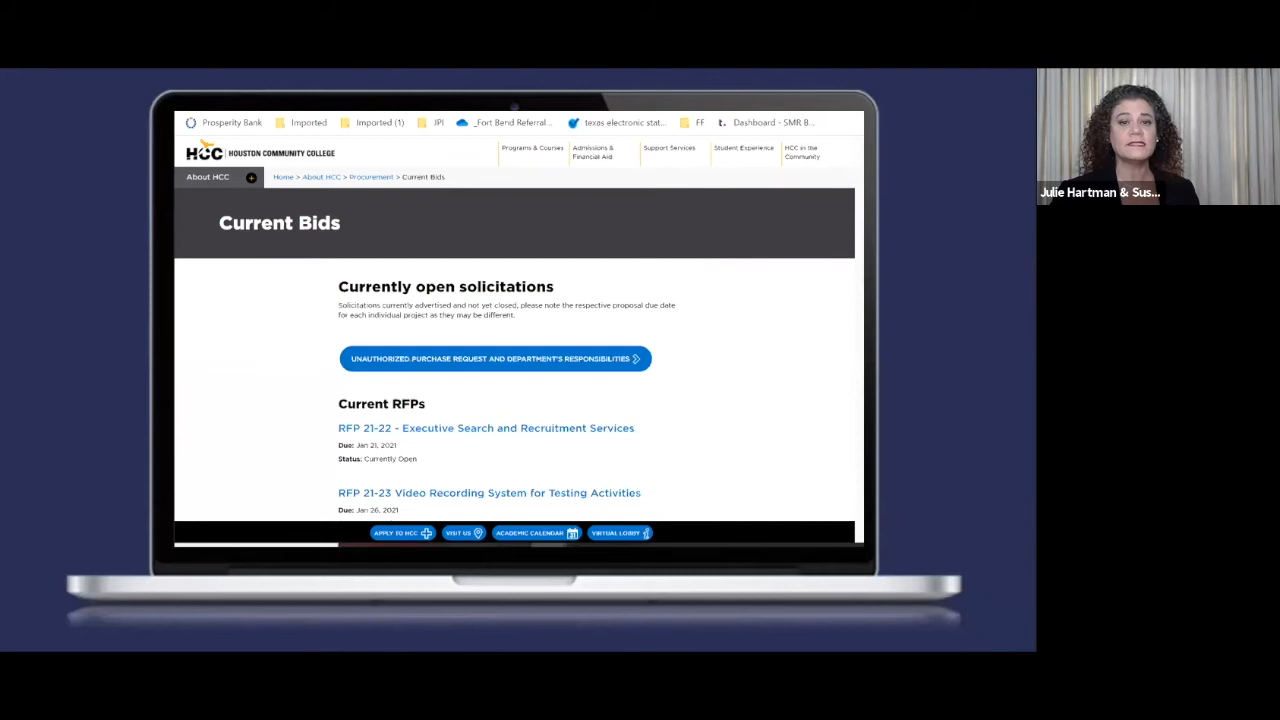 Prosperity Bank Imported Imported (1) JPI _Fort Bend Referral... texas electronic stat... FF t. Dashboard - SMR B...
HCC HOUSTON COMMUNITY COLLEGE
Programs & Courses
Admissions &
Financial Aid
Support Services
Student Experience
HCC in the
Community
About HCC
Home > About HCC > Procurement > Current Bids
Current Bids
Currently open solicitations
Solicitations currently advertised and not yet closed, please note the respective proposal due date
for each individual project as they may be different.
UNAUTHORIZED PURCHASE REQUEST AND DEPARTMENT'S RESPONSIBILITIES
Current RFPs
RFP 21-22 - Executive Search and Recruitment Services
Due: Jan 21, 2021
Status: Currently Open
RFP 21-23 Video Recording System for Testing Activities
Due: Jan 26, 2021
APPLY TO HCC VISIT US ACADEMIC CALENDAR VIRTUAL LOBBY
Julie Hartman & Sus...